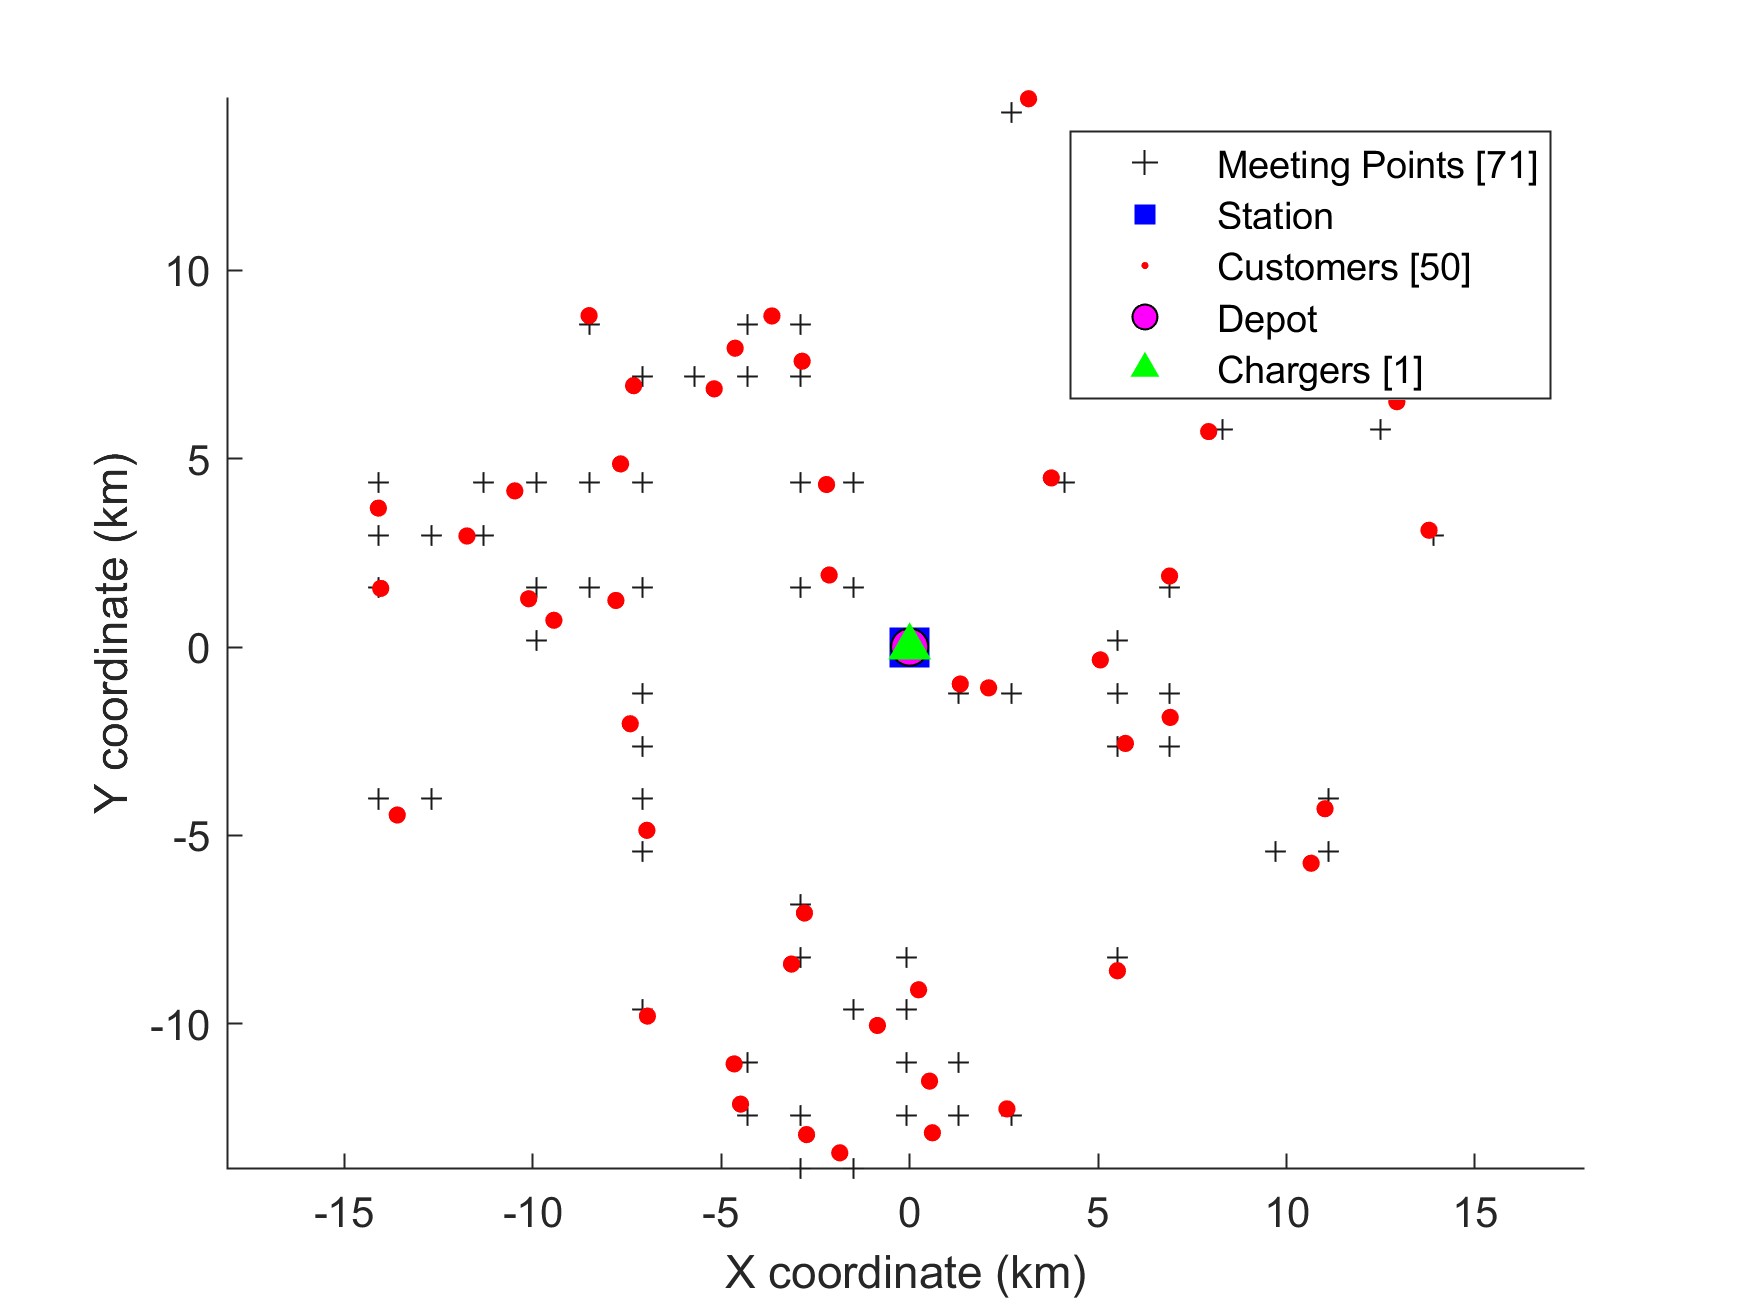 Meeting Points [71]
Station
Customers [50]
Depot
Chargers [1]
10
5
0
-5
-10
Y coordinate (km)
-15 -10 -5 0 5 10 15
X coordinate (km)